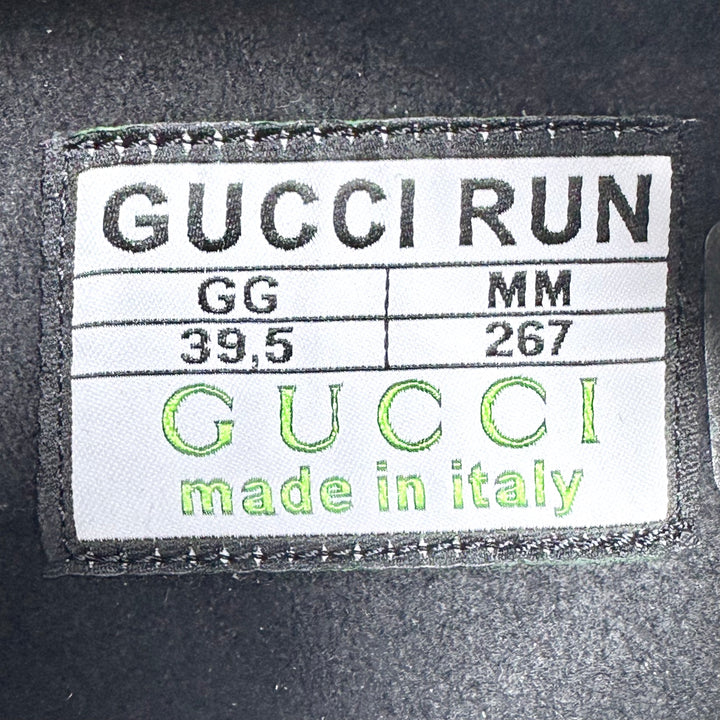 GUCCI RUN
GG MM
39,5 267
GUCCI
made in italy